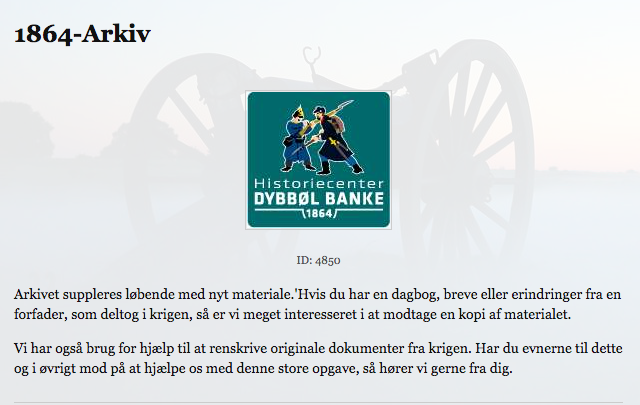 1864-Arkiv
Historiecenter
DYBBØL BANKE
1864
ID: 4850
Arkivet suppleres løbende med nyt materiale.'Hvis du har en dagbog, breve eller erindringer fra en
forfader, som deltog i krigen, så er vi meget interesseret i at modtage en kopi af materialet.
Vi har også brug for hjælp til at renskrive originale dokumenter fra krigen. Har du evnerne til dette
og i øvrigt mod på at hjælpe os med denne store opgave, så hører vi gerne fra dig.